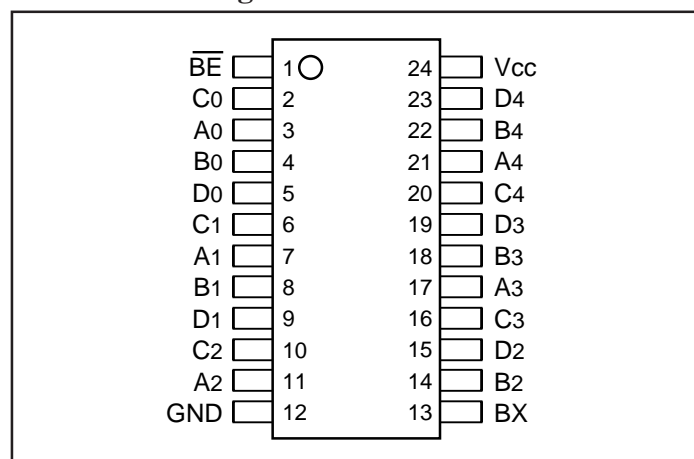 BE 1 24 Vcc
C0 2 23 D4
A0 3 22 B4
B0 4 21 A4
D0 5 20 C4
C1 6 19 D3
A1 7 18 B3
B1 8 17 A3
D1 9 16 C3
C2 10 15 D2
A2 11 14 B2
GND 12 13 BX